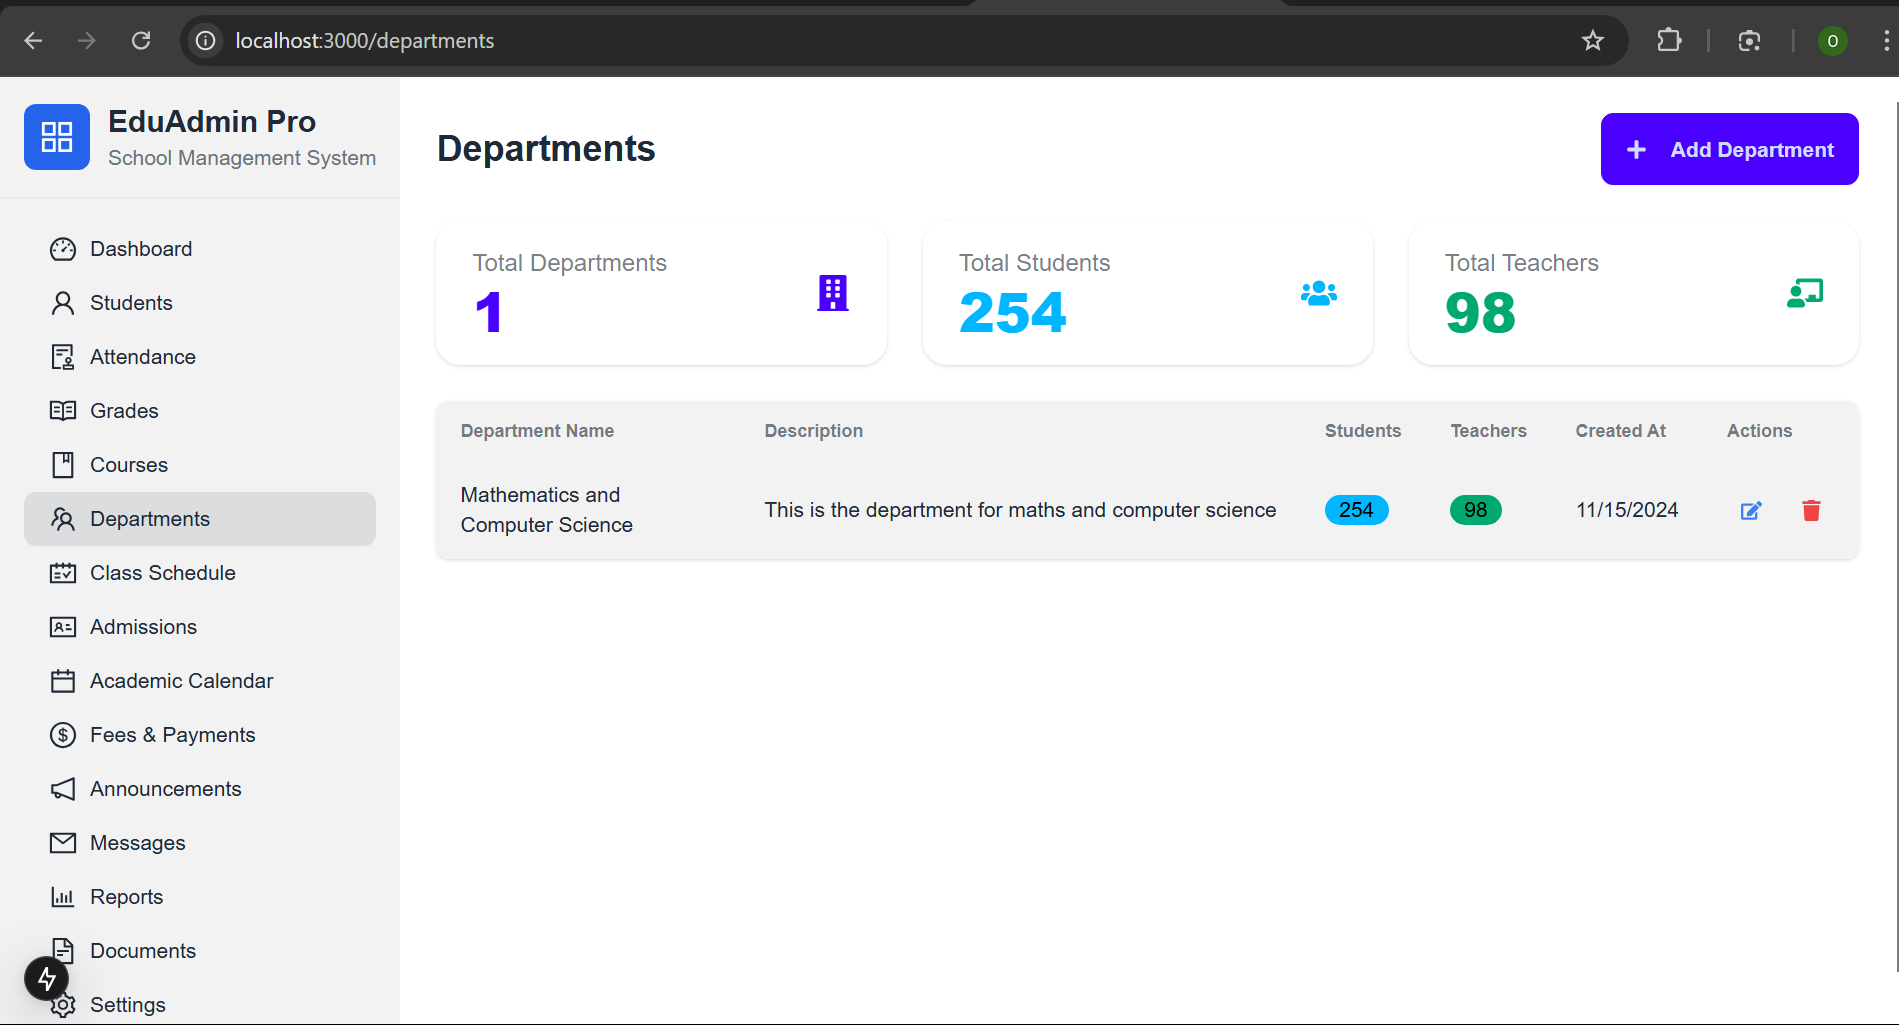 localhost:3000/departments
O
EduAdmin Pro
School Management System
Dashboard
Students
Attendance
Grades
Courses
Departments
Class Schedule
Admissions
Academic Calendar
Fees & Payments
Announcements
Messages
Reports
Documents
Settings
Departments
+ Add Department
Total Departments
1
Total Students
254
Total Teachers
98
Department Name Description Students Teachers Created At Actions
Mathematics and
Computer Science
This is the department for maths and computer science 254 98 11/15/2024